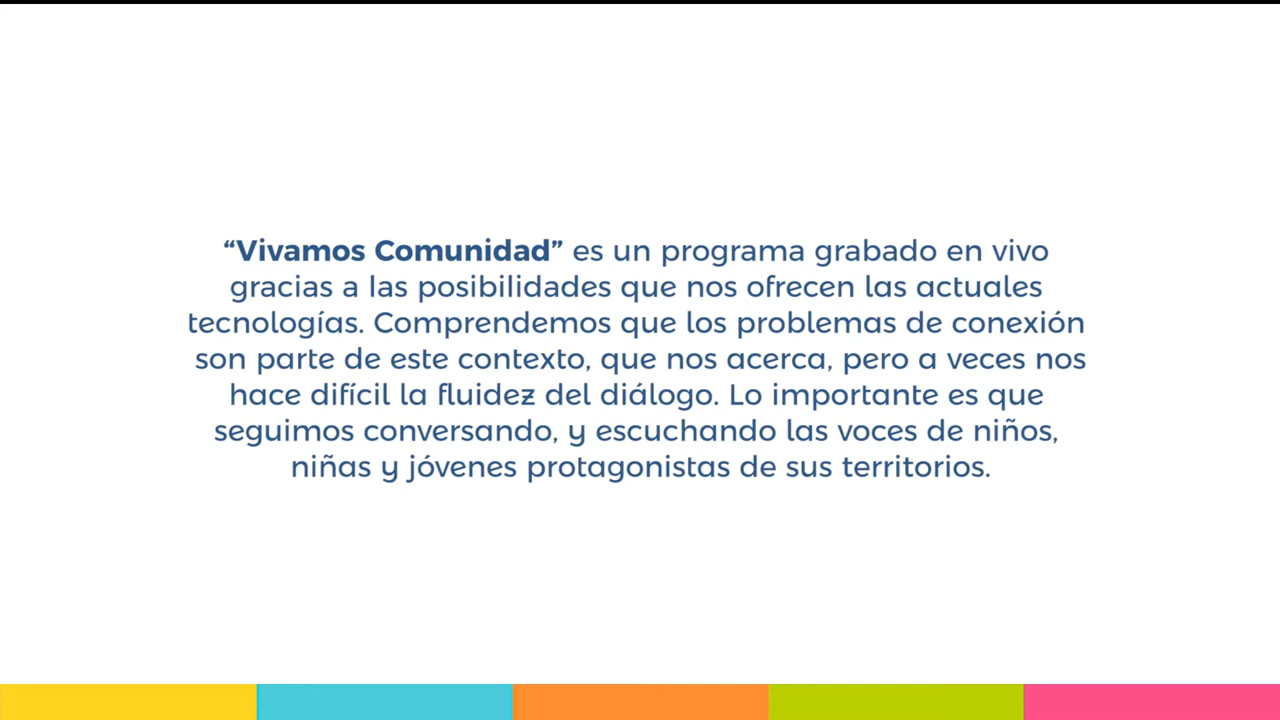 “Vivamos Comunidad” es un programa grabado en vivo
gracias a las posibilidades que nos ofrecen las actuales
tecnologías. Comprendemos que los problemas de conexión
son parte de este contexto, que nos acerca, pero a veces nos
hace difícil la fluidez del diálogo. Lo importante es que
seguimos conversando, y escuchando las voces de niños,
niñas y jóvenes protagonistas de sus territorios.